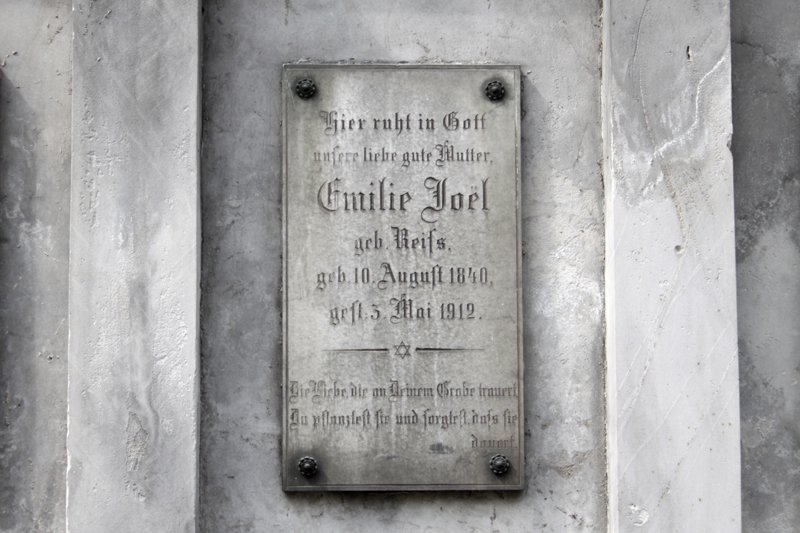 Hier ruht in Gott
unsere liebe gute Mutter,
Emilie Joël
geb. Reiſs,
geb. 10. Auguſt 1840,
geſt. 3. Mai 1912.
Die Liebe, die an Deinem Grabe trauert,
Du pflanzteſt ſie und ſorgteſt, daſs ſie
dauert.